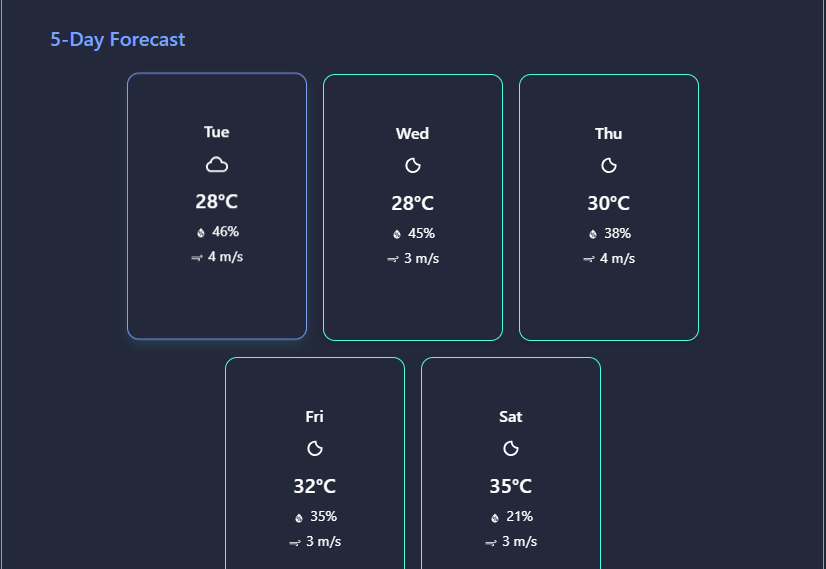 5-Day Forecast
Tue
28°C
46%
4 m/s
Wed
28°C
45%
3 m/s
Thu
30°C
38%
4 m/s
Fri
32°C
35%
3 m/s
Sat
35°C
21%
3 m/s